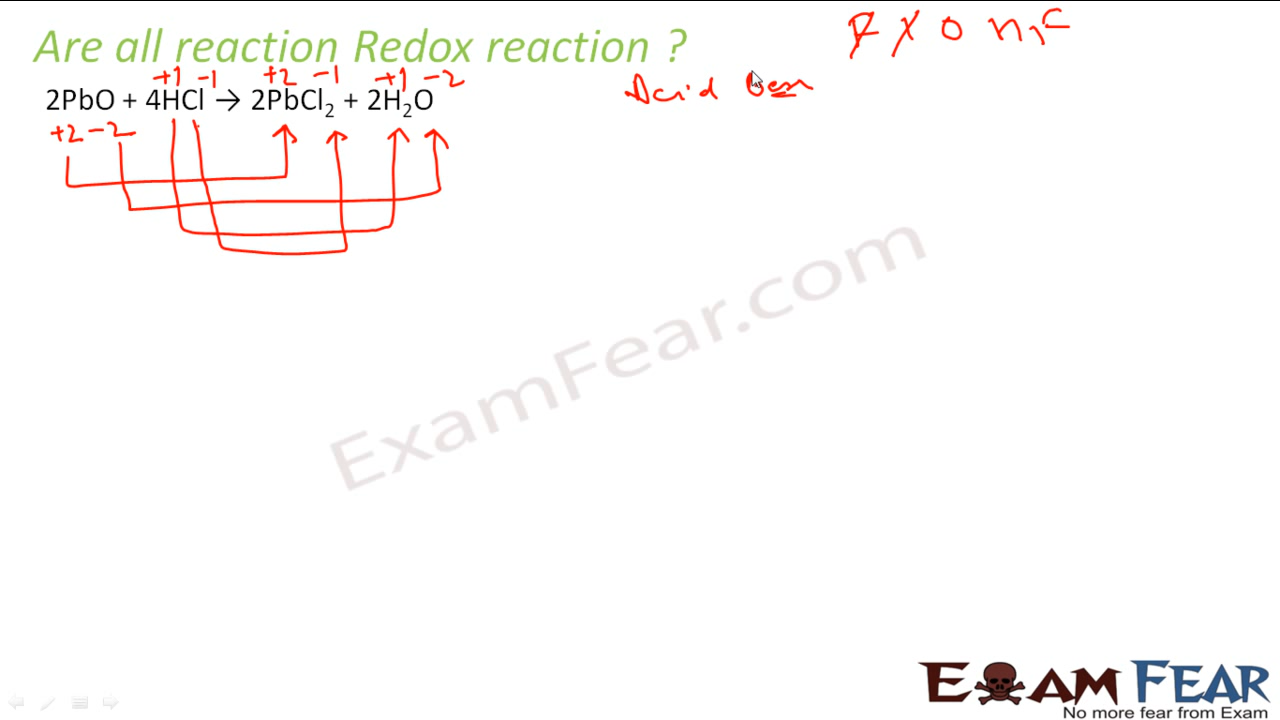 Are all reaction Redox reaction ?
+1 -1 +2 -1 +1 -2
2PbO + 4HCl → 2PbCl₂ + 2H₂O
+2 -2
Acid
ExamFear.com
EXAM FEAR
No more fear from Exam